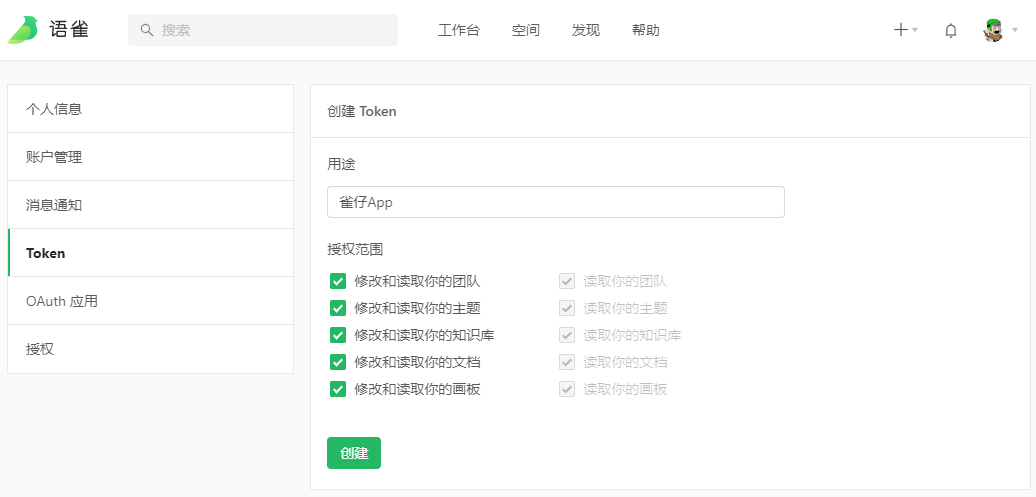 语雀
搜索
工作台 空间 发现 帮助
个人信息
账户管理
消息通知
Token
OAuth 应用
授权
创建 Token
用途
雀仔App
授权范围
修改和读取你的团队 读取你的团队
修改和读取你的主题 读取你的主题
修改和读取你的知识库 读取你的知识库
修改和读取你的文档 读取你的文档
修改和读取你的画板 读取你的画板
创建